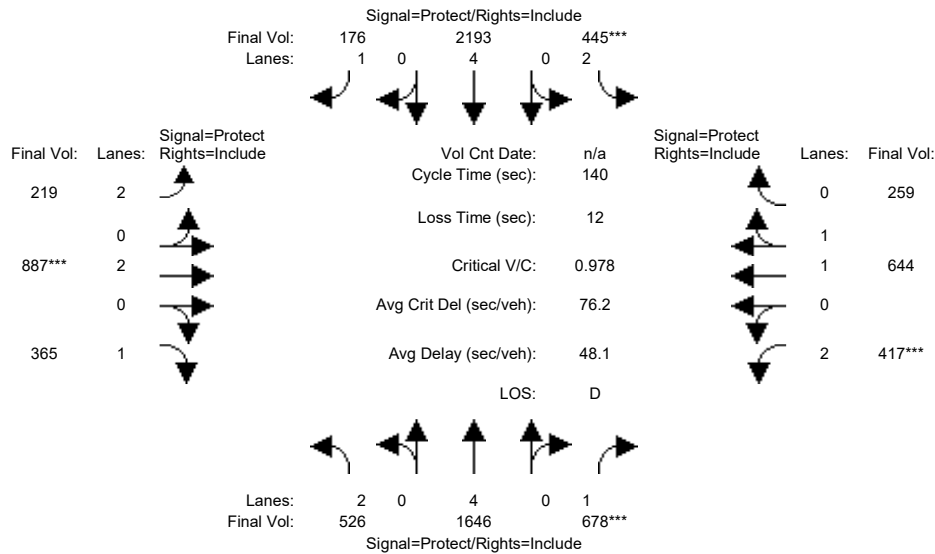 Signal=Protect/Rights=Include
Final Vol: 176 2193 445***
Lanes: 1 0 4 0 2
Signal=Protect Signal=Protect
Final Vol: Lanes: Rights=Include Vol Cnt Date: n/a Rights=Include Lanes: Final Vol:
Cycle Time (sec): 140
219 2 0 259
Loss Time (sec): 12
0 1
887*** 2 Critical V/C: 0.978 1 644
0 Avg Crit Del (sec/veh): 76.2 0
365 1 Avg Delay (sec/veh): 48.1 2 417***
LOS: D
Lanes: 2 0 4 0 1
Final Vol: 526 1646 678***
Signal=Protect/Rights=Include